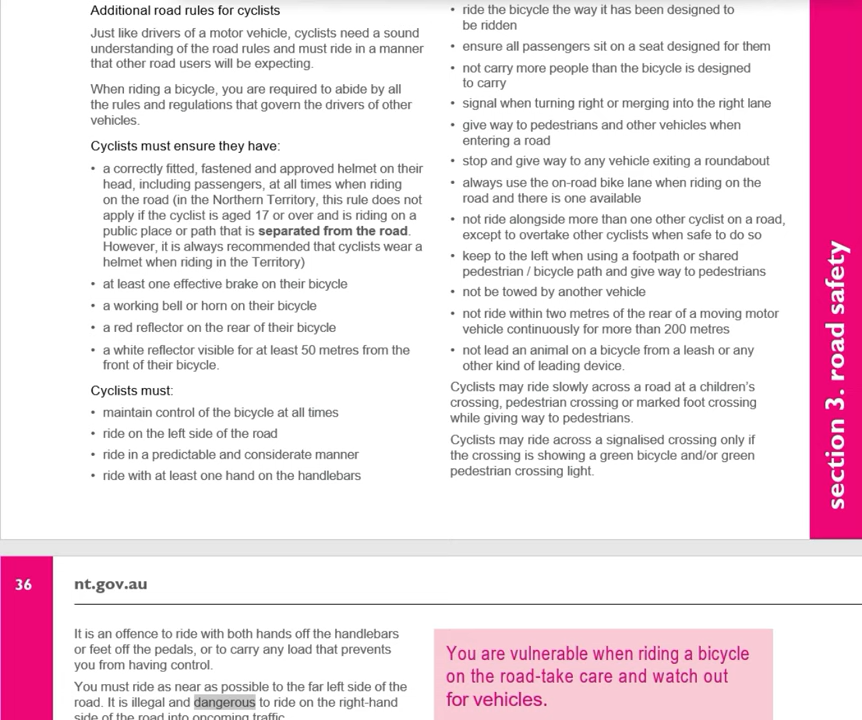 Additional road rules for cyclists
Just like drivers of a motor vehicle, cyclists need a sound
understanding of the road rules and must ride in a manner
that other road users will be expecting.
When riding a bicycle, you are required to abide by all
the rules and regulations that govern the drivers of other
vehicles.
Cyclists must ensure they have:
• a correctly fitted, fastened and approved helmet on their
head, including passengers, at all times when riding
on the road (in the Northern Territory, this rule does not
apply if the cyclist is aged 17 or over and is riding on a
public place or path that is separated from the road.
However, it is always recommended that cyclists wear a
helmet when riding in the Territory)
• at least one effective brake on their bicycle
• a working bell or horn on their bicycle
• a red reflector on the rear of their bicycle
• a white reflector visible for at least 50 metres from the
front of their bicycle.
Cyclists must:
• maintain control of the bicycle at all times
• ride on the left side of the road
• ride in a predictable and considerate manner
• ride with at least one hand on the handlebars
• ride the bicycle the way it has been designed to
be ridden
• ensure all passengers sit on a seat designed for them
• not carry more people than the bicycle is designed
to carry
• signal when turning right or merging into the right lane
• give way to pedestrians and other vehicles when
entering a road
• stop and give way to any vehicle exiting a roundabout
• always use the on-road bike lane when riding on the
road and there is one available
• not ride alongside more than one other cyclist on a road,
except to overtake other cyclists when safe to do so
• keep to the left when using a footpath or shared
pedestrian / bicycle path and give way to pedestrians
• not be towed by another vehicle
• not ride within two metres of the rear of a moving motor
vehicle continuously for more than 200 metres
• not lead an animal on a bicycle from a leash or any
other kind of leading device.
Cyclists may ride slowly across a road at a children's
crossing, pedestrian crossing or marked foot crossing
while giving way to pedestrians.
Cyclists may ride across a signalised crossing only if
the crossing is showing a green bicycle and/or green
pedestrian crossing light.
section 3. road safety
36
nt.gov.au
It is an offence to ride with both hands off the handlebars
or feet off the pedals, or to carry any load that prevents
you from having control.
You must ride as near as possible to the far left side of the
road. It is illegal and dangerous to ride on the right-hand
side of the road into oncoming traffic
You are vulnerable when riding a bicycle
on the road-take care and watch out
for vehicles.